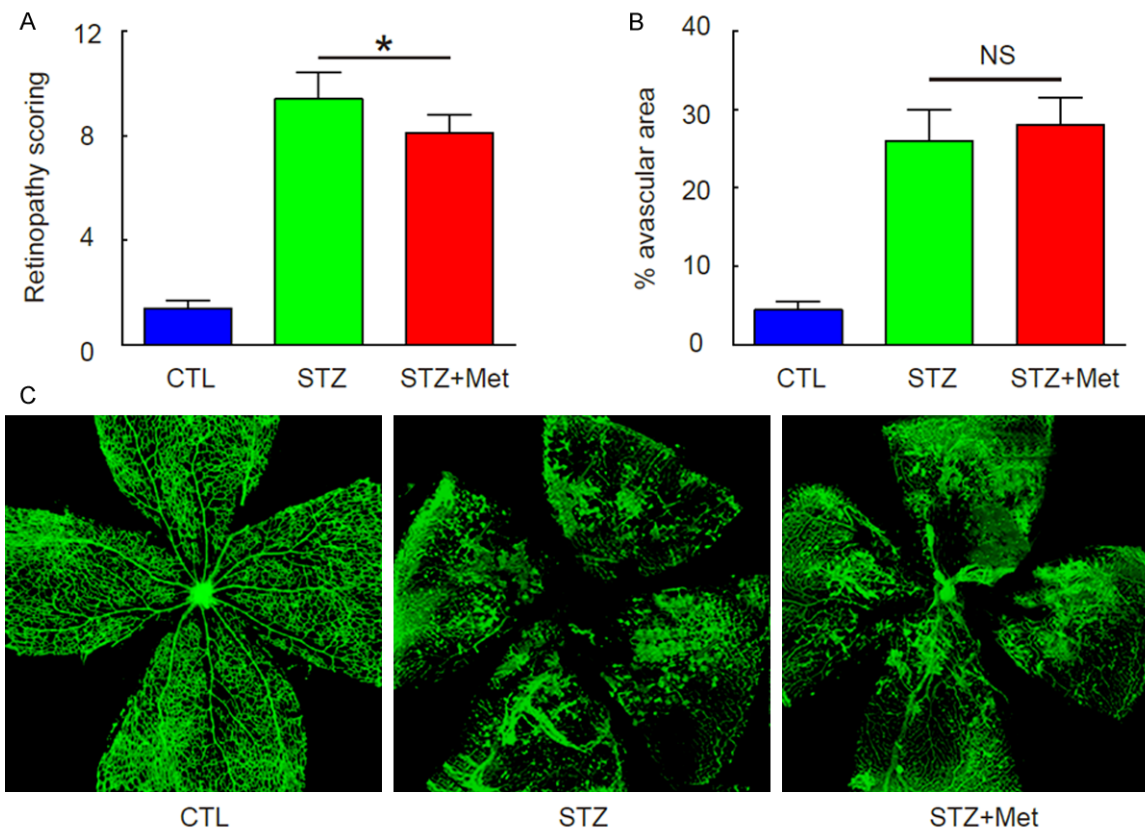 A
Retinopathy scoring
12
8
4
0
*
CTL
STZ
STZ+Met
B
% avascular area
40
30
20
10
0
NS
CTL
STZ
STZ+Met
C
CTL
STZ
STZ+Met